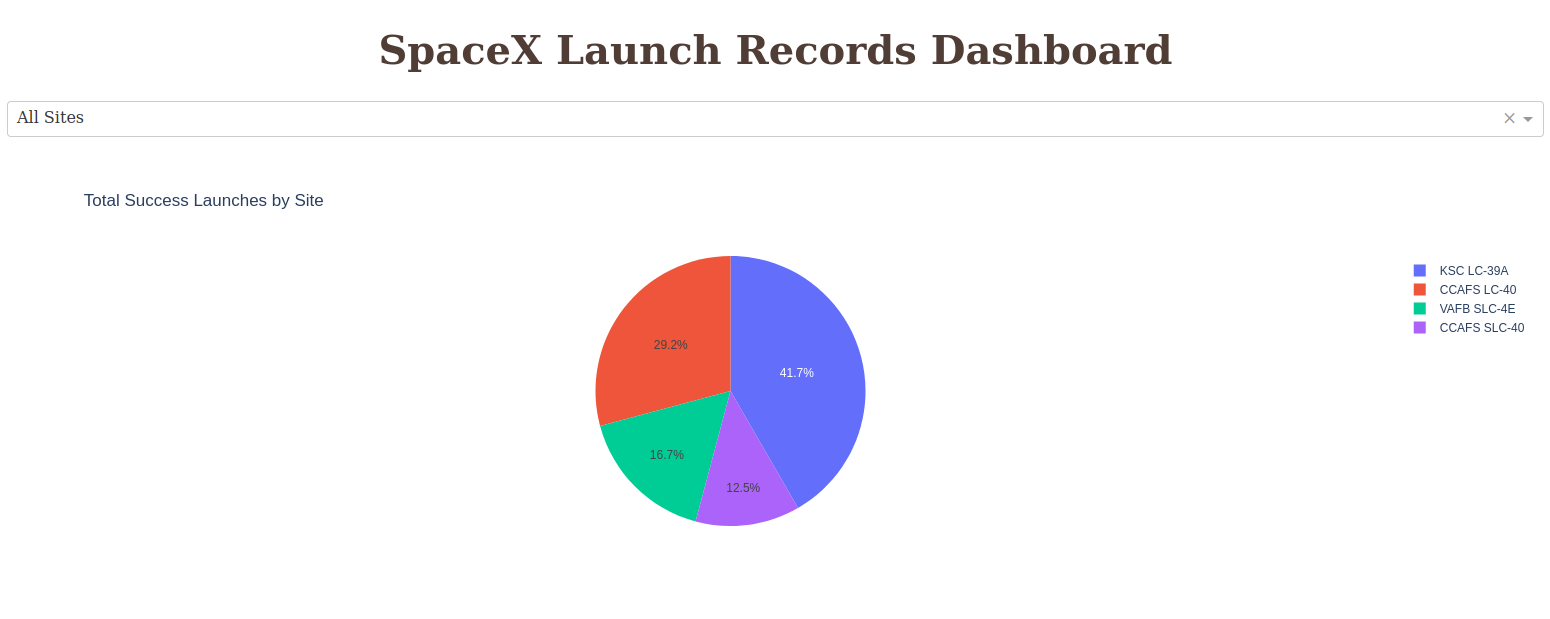 SpaceX Launch Records Dashboard
All Sites
Total Success Launches by Site
KSC LC-39A
CCAFS LC-40
VAFB SLC-4E
CCAFS SLC-40
29.2%
41.7%
16.7%
12.5%